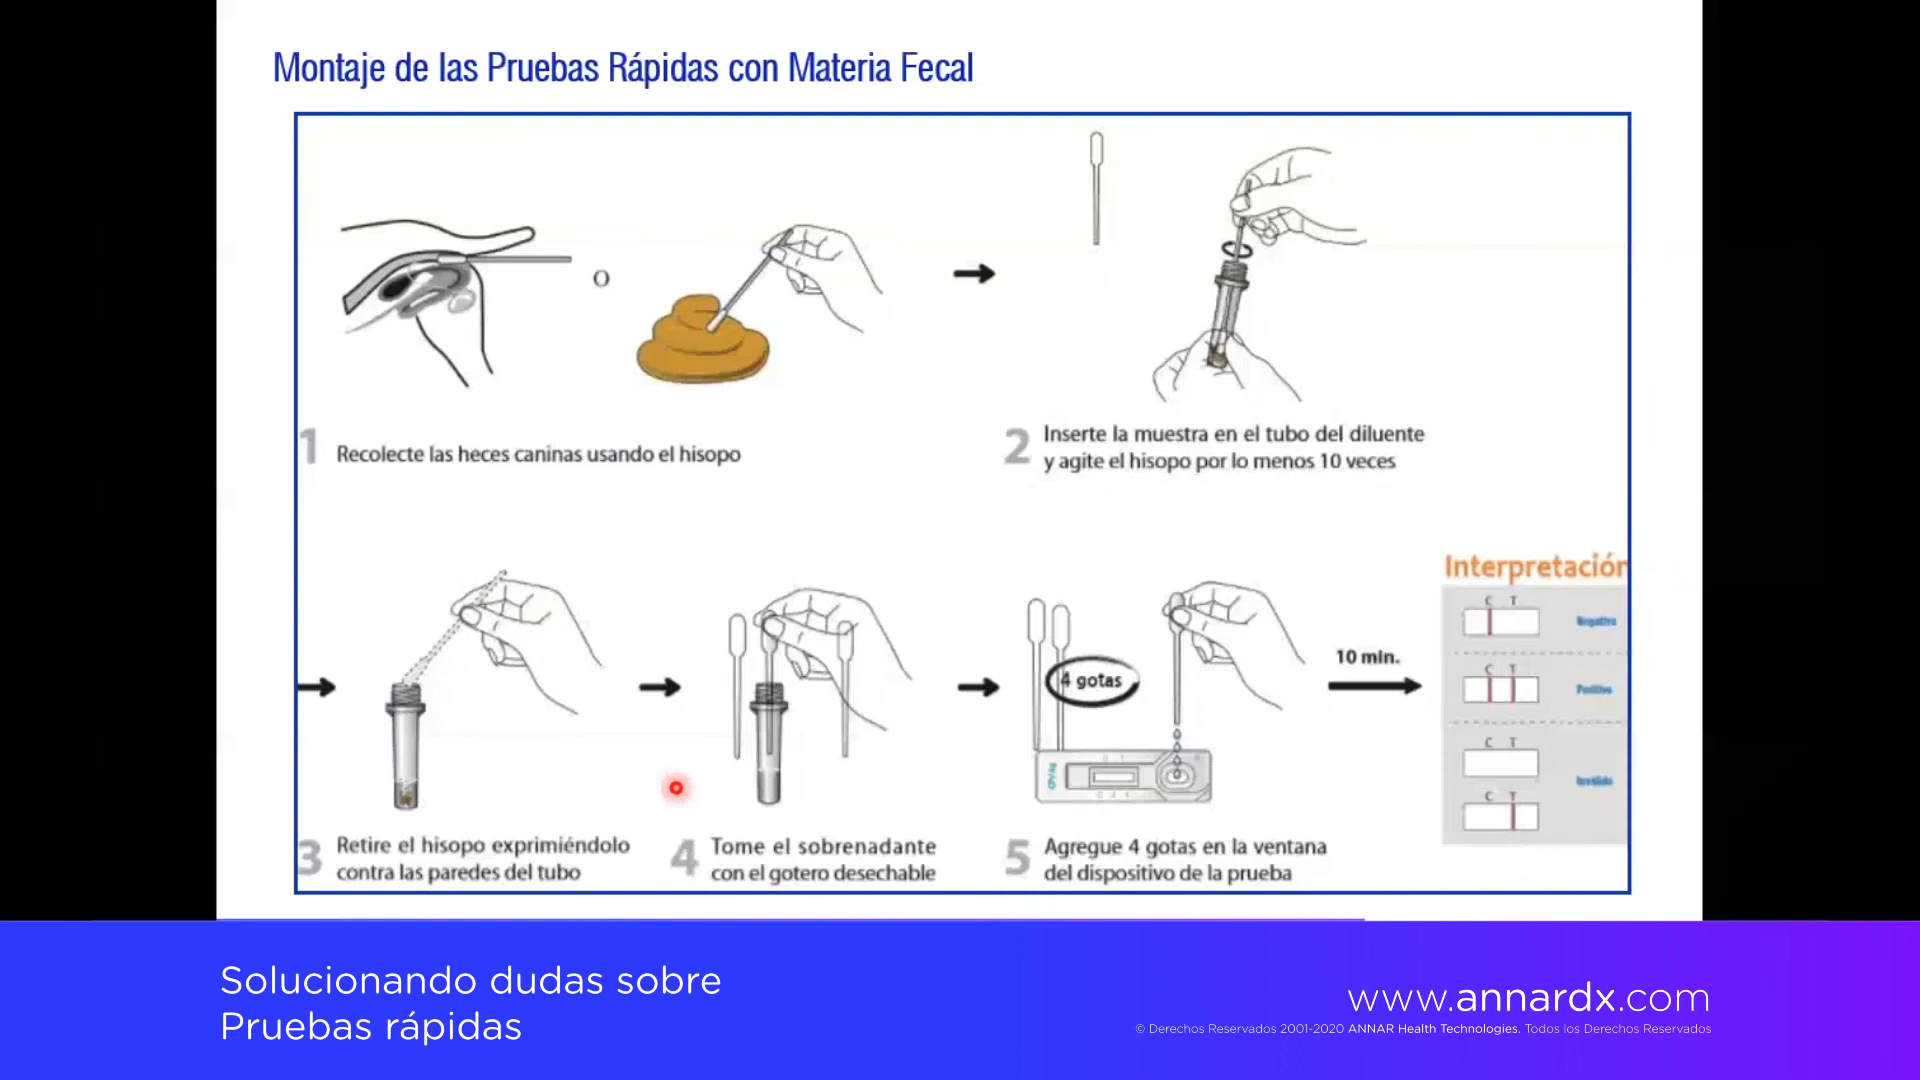 Montaje de las Pruebas Rápidas con Materia Fecal
o
1 Recolecte las heces caninas usando el hisopo
2 Inserte la muestra en el tubo del diluente
y agite el hisopo por lo menos 10 veces
3 Retire el hisopo exprimiéndolo
contra las paredes del tubo
4 Tome el sobrenadante
con el gotero desechable
4 gotas
5 Agregue 4 gotas en la ventana
del dispositivo de la prueba
10 min.
Interpretación
C T
Negativo
C T
Positivo
C T
Inválido
C T
Solucionando dudas sobre
Pruebas rápidas
www.annardx.com
© Derechos Reservados 2001-2020 ANNAR Health Technologies. Todos los Derechos Reservados